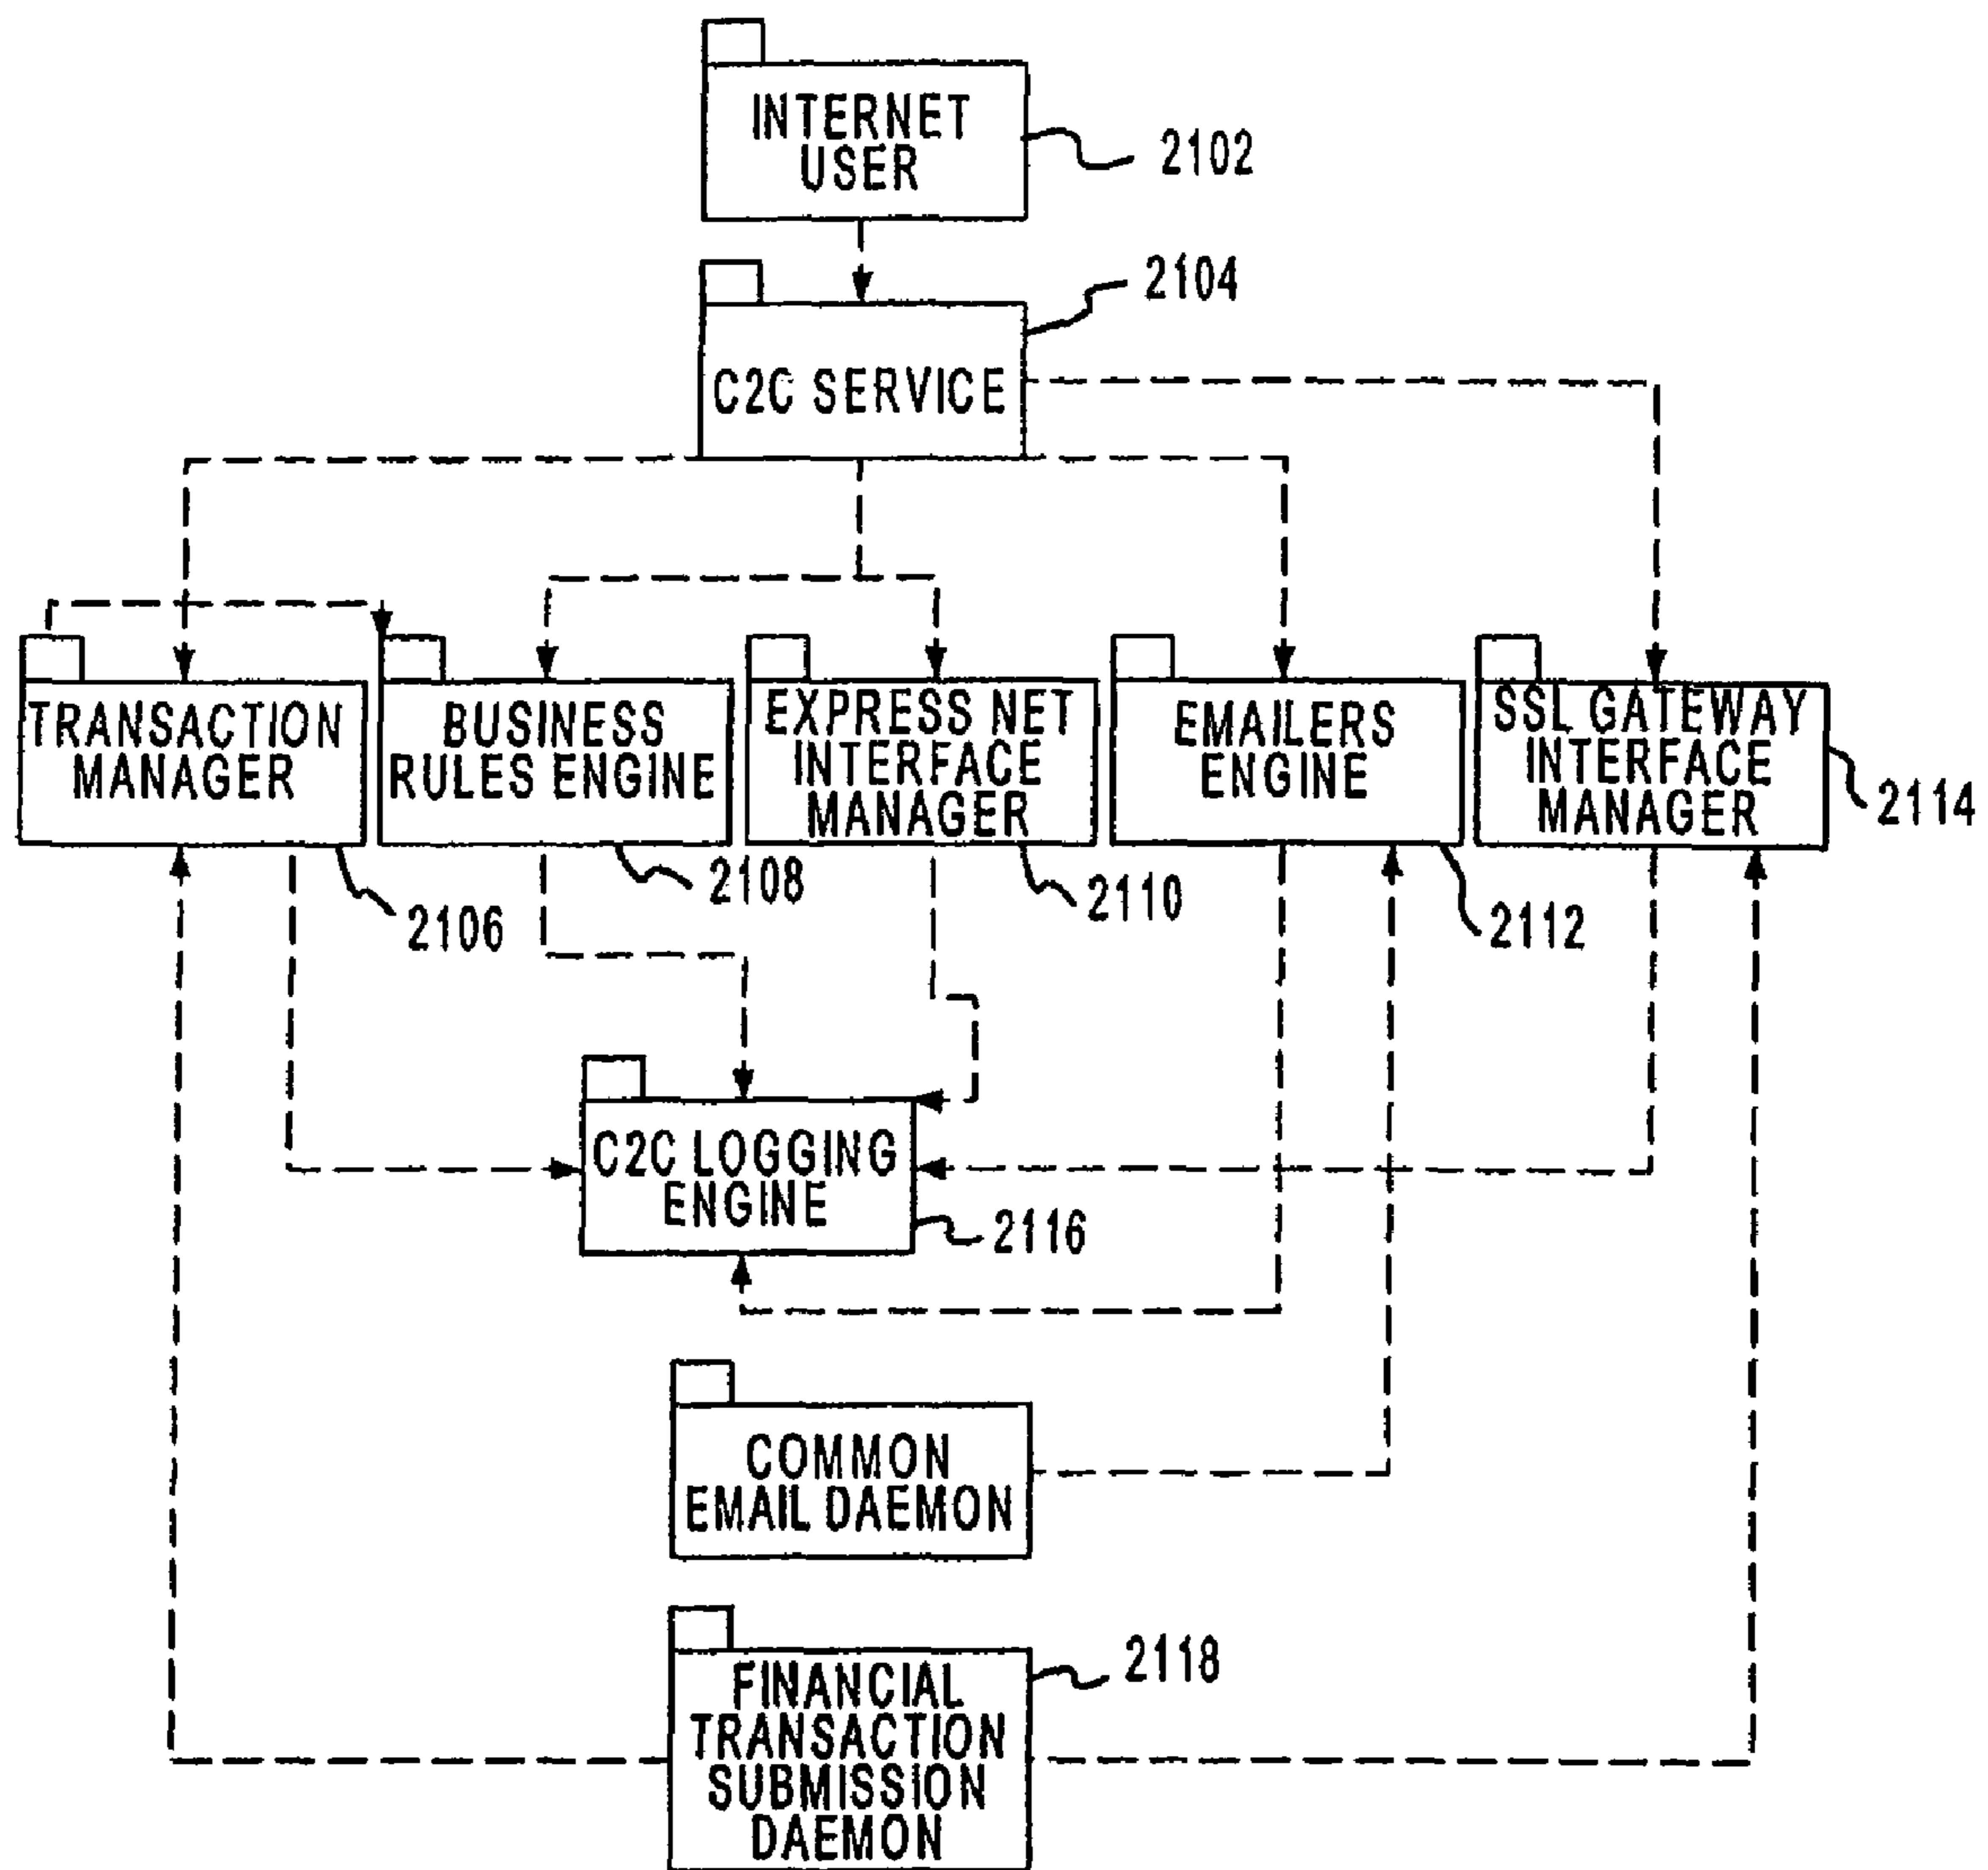 INTERNET
USER
2102
2104
C2C SERVICE
TRANSACTION
MANAGER
BUSINESS
RULES ENGINE
EXPRESS NET
INTERFACE
MANAGER
EMAILERS
ENGINE
SSL GATEWAY
INTERFACE
MANAGER
2114
2106
2108
2110
2112
C2C LOGGING
ENGINE
2116
COMMON
EMAIL DAEMON
2118
FINANCIAL
TRANSACTION
SUBMISSION
DAEMON